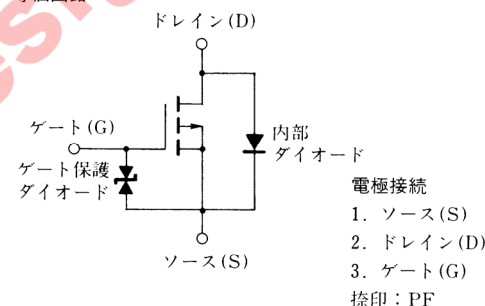 ドレイン(D)
ゲート(G)
内部
ダイオード
ゲート保護
ダイオード
ソース(S)
電極接続
1. ソース(S)
2. ドレイン(D)
3. ゲート(G)
捺印：PF